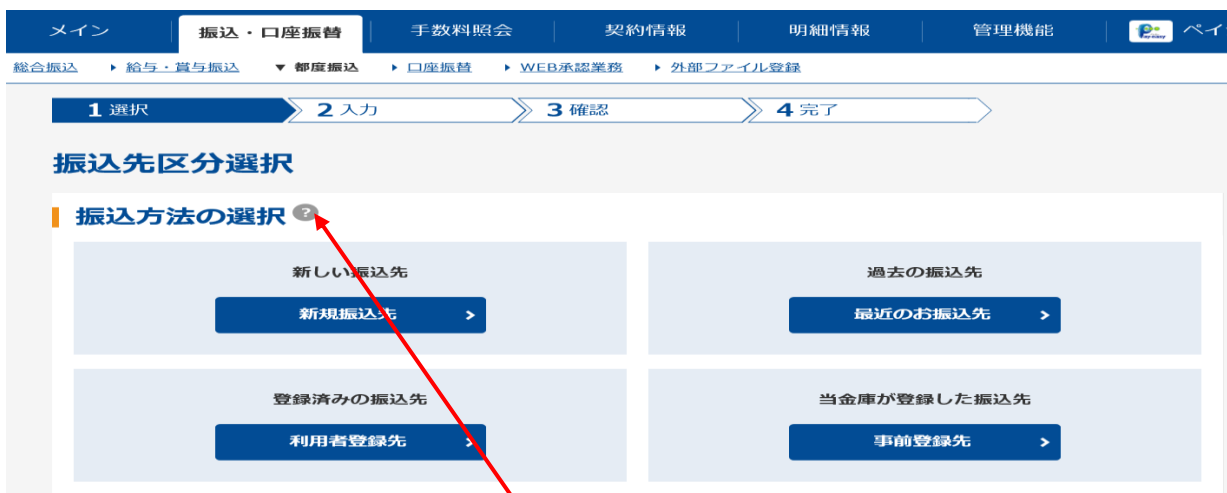 メイン 振込・口座振替 手数料照会 契約情報 明細情報 管理機能 ペイ
総合振込 給与・賞与振込 都度振込 口座振替 WEB承認業務 外部ファイル登録
1 選択 2 入力 3 確認 4 完了
振込先区分選択
振込方法の選択 ?
新しい振込先 過去の振込先
新規振込先 最近のお振込先
登録済みの振込先 当金庫が登録した振込先
利用者登録先 事前登録先